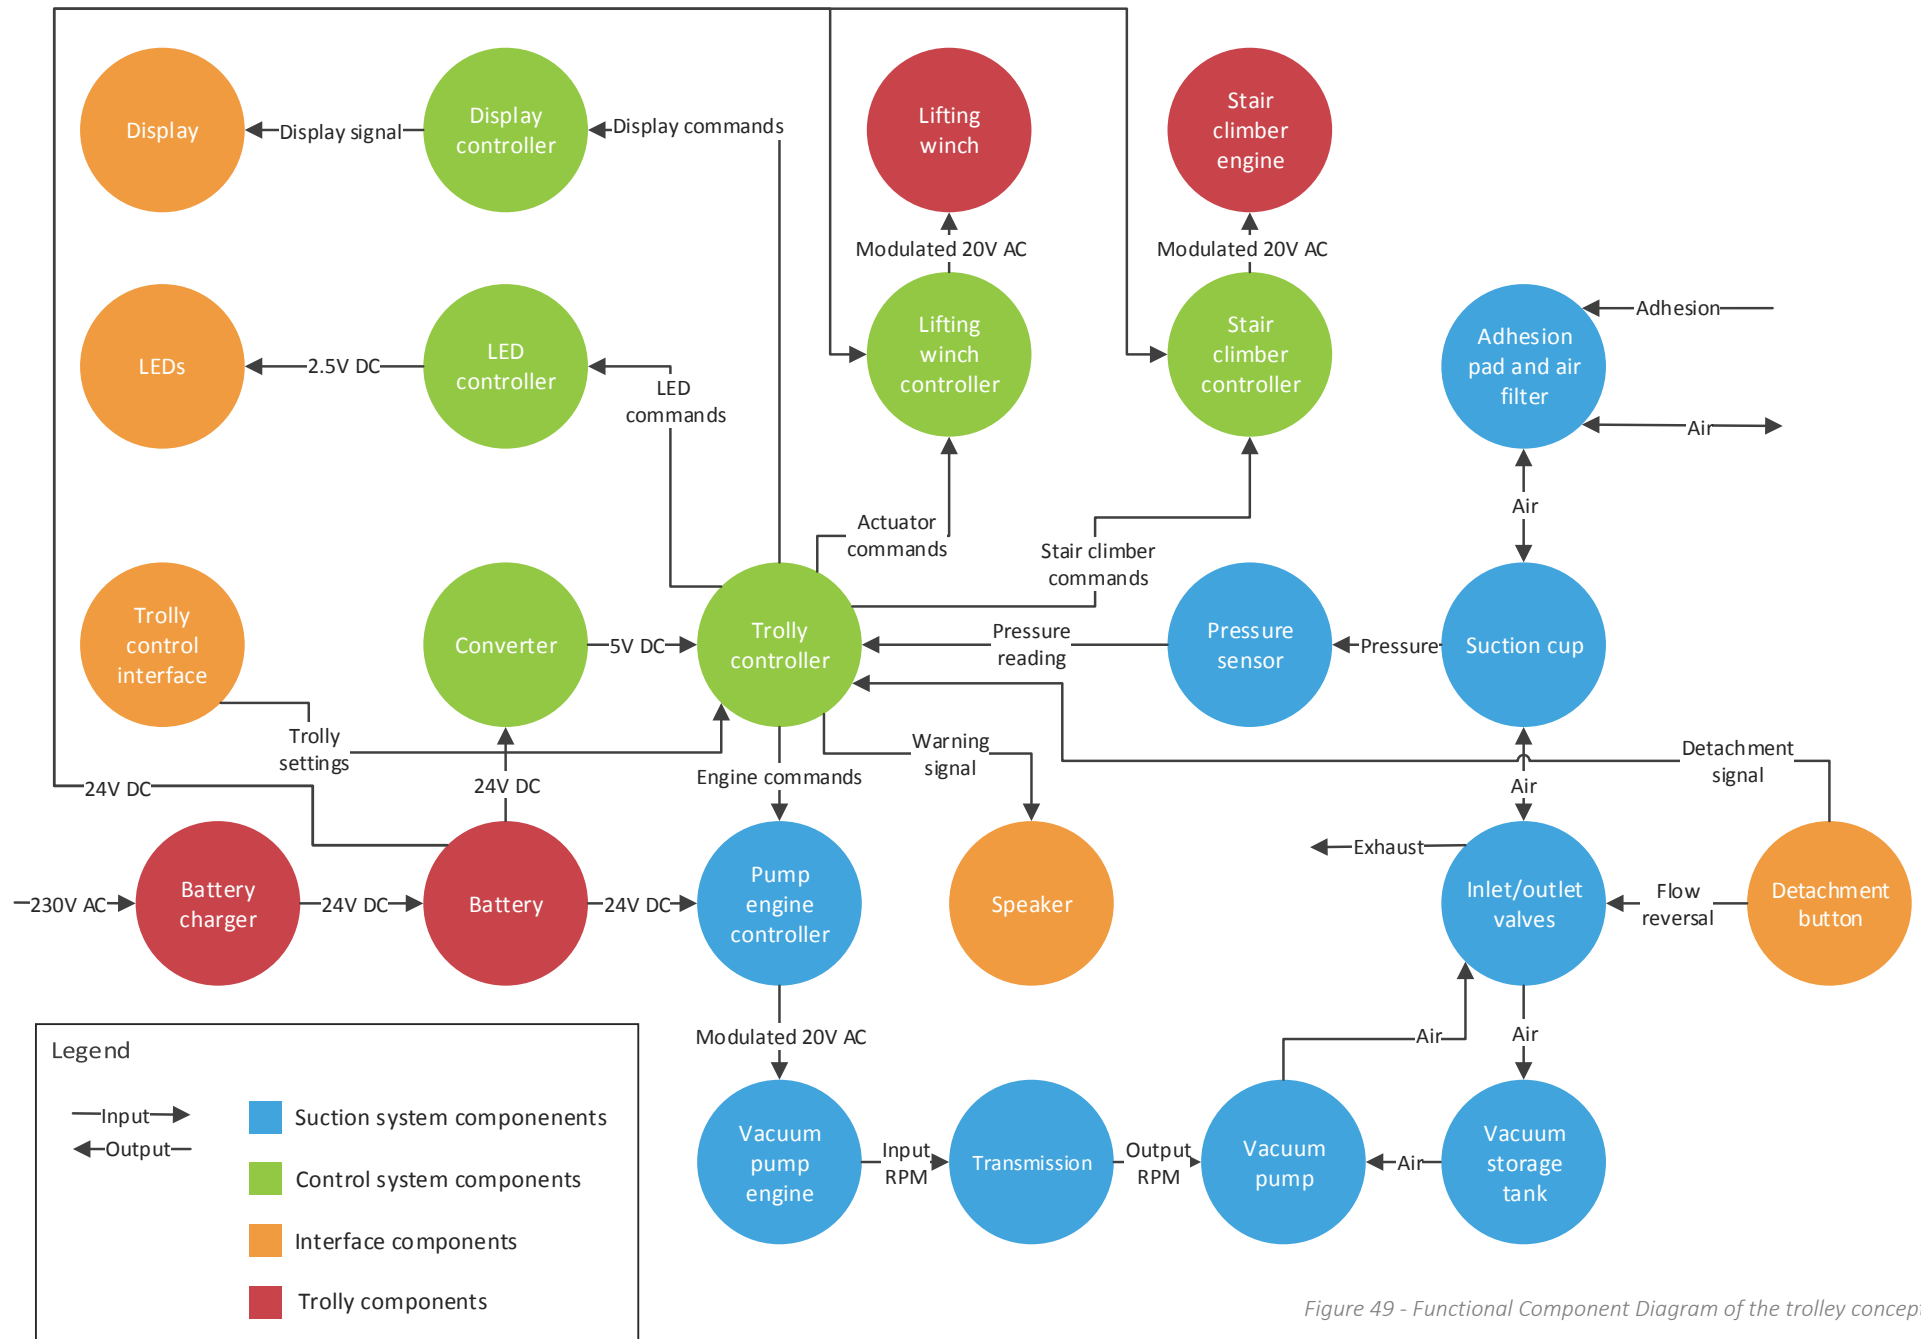 Display
Display signal
Display
controller
Display commands
Lifting
winch
Stair
climber
engine
Modulated 20V AC
Modulated 20V AC
LEDs
2.5V DC
LED
controller
LED
commands
Lifting
winch
controller
Stair
climber
controller
Adhesion
pad and air
filter
Adhesion
Air
Air
Actuator
commands
Stair climber
commands
Trolly
control
interface
Converter
5V DC
Trolly
controller
Pressure
reading
Pressure
sensor
Pressure
Suction cup
Trolly
settings
24V DC
24V DC
Engine commands
Warning
signal
Air
Detachment
signal
230V AC
Battery
charger
24V DC
Battery
24V DC
Pump
engine
controller
Speaker
Exhaust
Inlet/outlet
valves
Flow
reversal
Detachment
button
Modulated 20V AC
Air
Air
Vacuum
pump
engine
Input
RPM
Transmission
Output
RPM
Vacuum
pump
Air
Vacuum
storage
tank
Legend
Input
Output
Suction system componenents
Control system components
Interface components
Trolly components
Figure 49 - Functional Component Diagram of the trolley concept